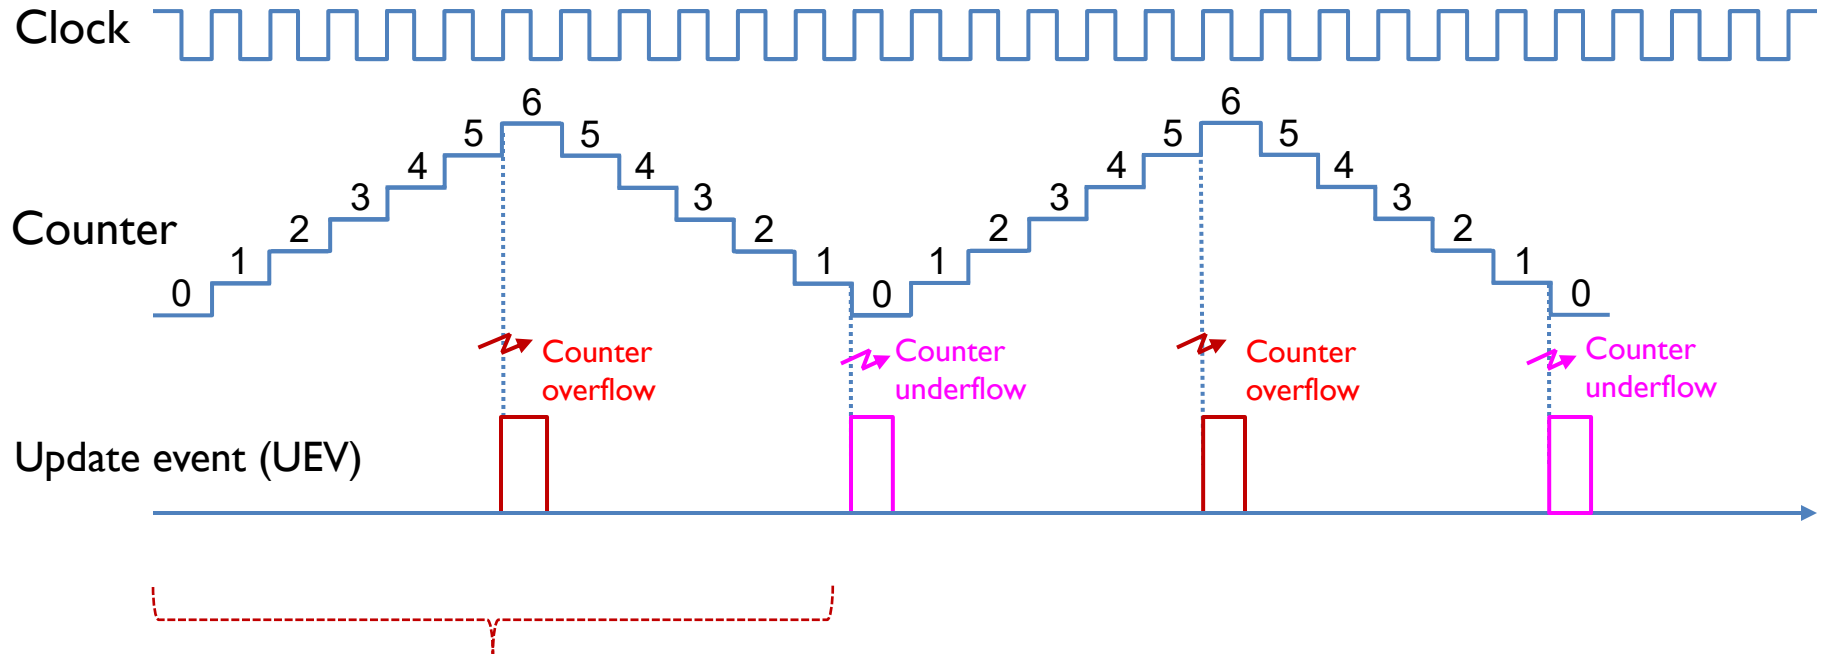 Clock
6 6
5 5 5 5
4 4 4 4
3 3 3 3
Counter 2 2 2 2
1 1 1 1
0 0 0
Counter overflow
Counter underflow
Counter overflow
Counter underflow
Update event (UEV)